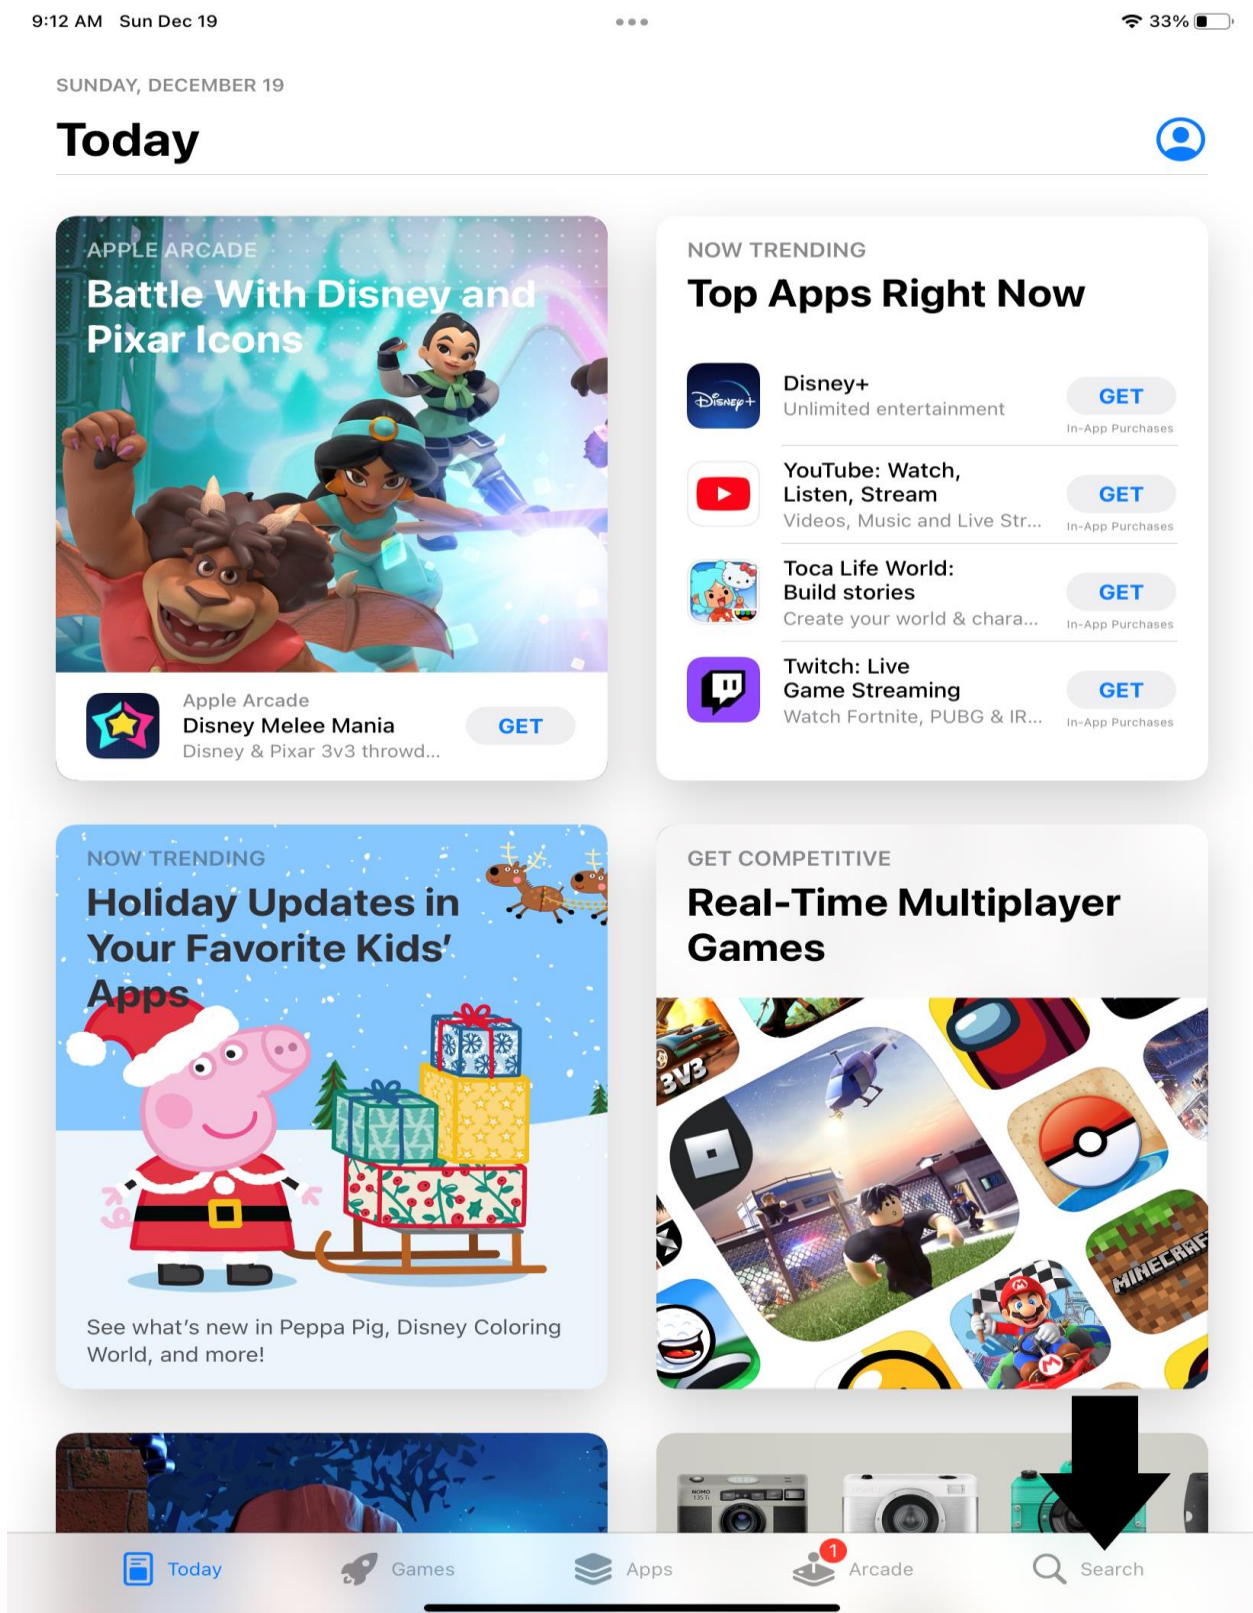 9:12 AM Sun Dec 19
33%
SUNDAY, DECEMBER 19
Today
APPLE ARCADE
Battle With Disney and
Pixar Icons
Apple Arcade
Disney Melee Mania
Disney & Pixar 3v3 throwd...
GET
NOW TRENDING
Top Apps Right Now
Disney+
Disney+
Unlimited entertainment
GET
In-App Purchases
YouTube: Watch,
Listen, Stream
Videos, Music and Live Str...
GET
In-App Purchases
Toca Life World:
Build stories
Create your world & chara...
GET
In-App Purchases
Twitch: Live
Game Streaming
Watch Fortnite, PUBG & IR...
GET
In-App Purchases
NOW TRENDING
Holiday Updates in
Your Favorite Kids’
Apps
See what’s new in Peppa Pig, Disney Coloring
World, and more!
GET COMPETITIVE
Real-Time Multiplayer
Games
3V3
MINECRAF
M
M
NOMO
135 Ti
Today
Games
Apps
1
Arcade
Search